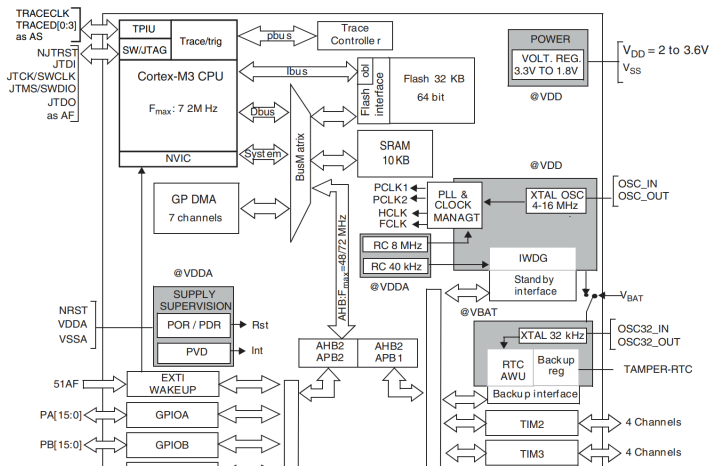 TRACECLK
TRACED[0:3]
as AS
NJTRST
JTDI
JTCK/SWCLK
JTMS/SWDIO
JTDO
as AF
TPIU
SW/JTAG
Trace/trig
Cortex-M3 CPU
Fmax: 7 2M Hz
NVIC
pbus
Ibus
Dbus
System
BusM atrix
Trace
Controlle r
obl
Flash
interface
Flash 32 KB
64 bit
SRAM
10 KB
GP DMA
7 channels
AHB:Fmax=48/72 MHz
POWER
VOLT. REG.
3.3V TO 1.8V
@VDD
VDD = 2 to 3.6V
VSS
@VDD
PCLK1
PCLK2
HCLK
FCLK
PLL &
CLOCK
MANAGT
XTAL OSC
4-16 MHz
OSC_IN
OSC_OUT
RC 8 MHz
RC 40 kHz
@VDDA
IWDG
Stand by
interface
VBAT
@VBAT
XTAL 32 kHz
OSC32_IN
OSC32_OUT
RTC
AWU
Backup
reg
TAMPER-RTC
Backu p interface
@VDDA
SUPPLY
SUPERVISION
POR / PDR
PVD
Rst
Int
NRST
VDDA
VSSA
AHB2
APB2
AHB2
APB 1
51AF
EXTI
WAKEUP
PA[15:0]
GPIOA
PB[15:0]
GPIOB
TIM2
4 Channels
TIM3
4 Channels